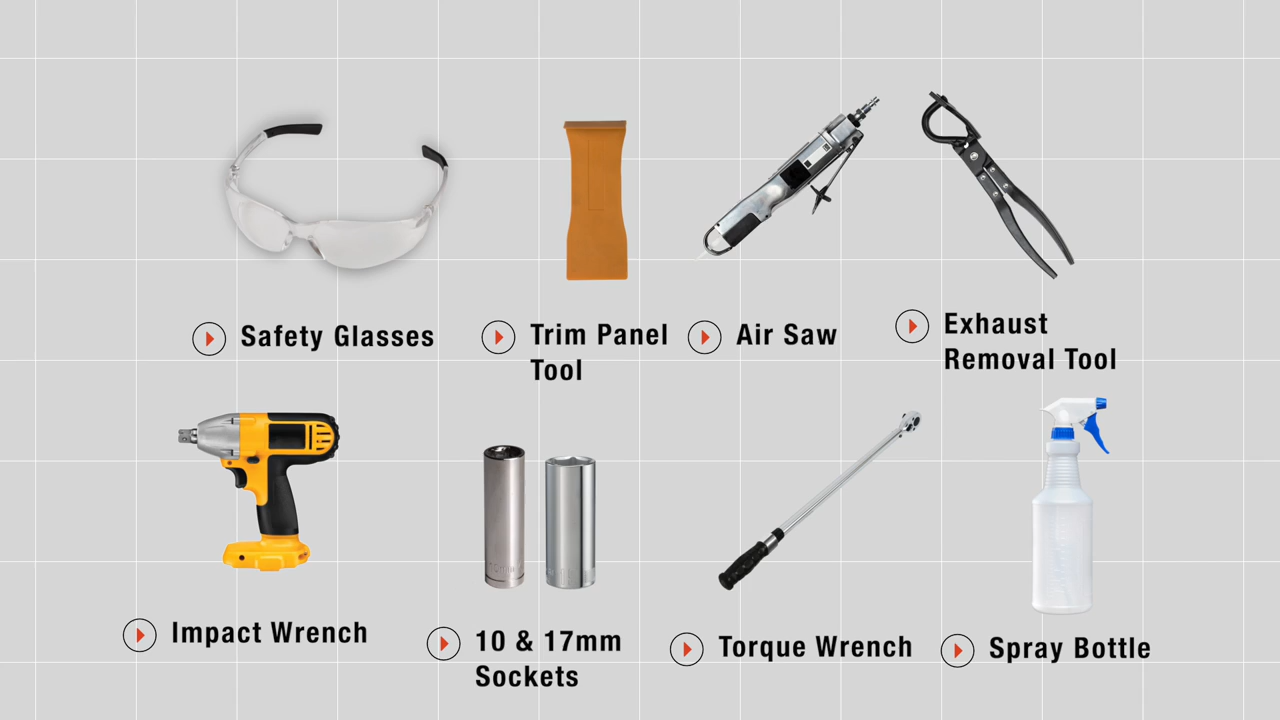 Safety Glasses
Trim Panel
Tool
Air Saw
Exhaust
Removal Tool
Impact Wrench
10 & 17mm
Sockets
Torque Wrench
Spray Bottle